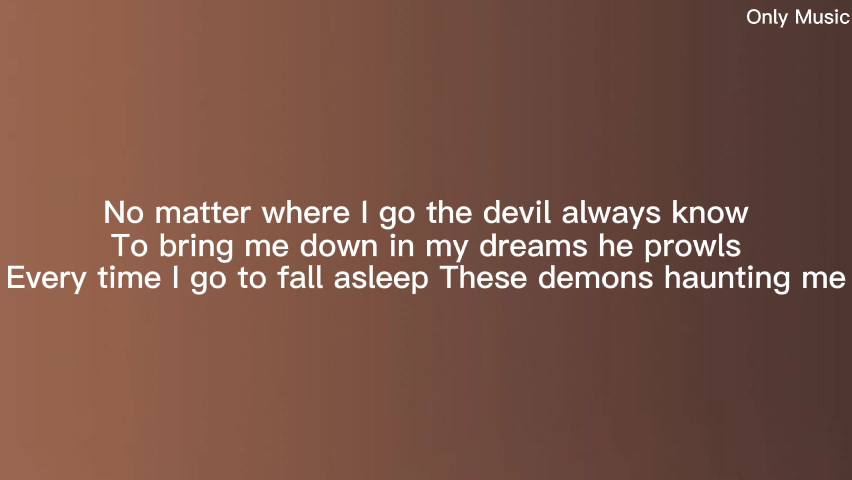 Only Music
No matter where I go the devil always know
To bring me down in my dreams he prowls
Every time I go to fall asleep These demons haunting me